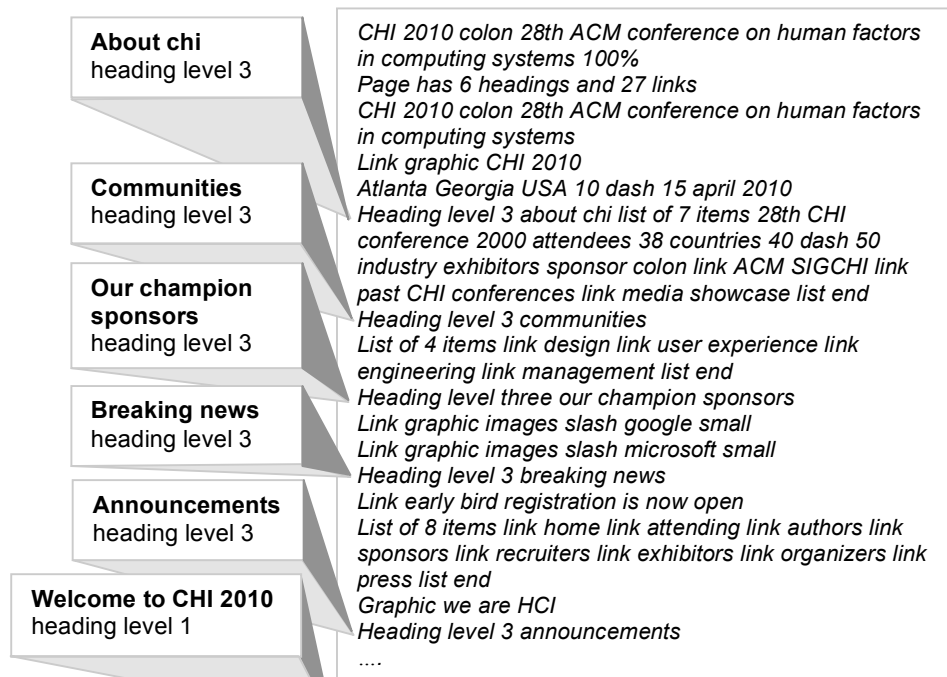 About chi
heading level 3
Communities
heading level 3
Our champion
sponsors
heading level 3
Breaking news
heading level 3
Announcements
heading level 3
Welcome to CHI 2010
heading level 1
CHI 2010 colon 28th ACM conference on human factors
in computing systems 100%
Page has 6 headings and 27 links
CHI 2010 colon 28th ACM conference on human factors
in computing systems
Link graphic CHI 2010
Atlanta Georgia USA 10 dash 15 april 2010
Heading level 3 about chi list of 7 items 28th CHI
conference 2000 attendees 38 countries 40 dash 50
industry exhibitors sponsor colon link ACM SIGCHI link
past CHI conferences link media showcase list end
Heading level 3 communities
List of 4 items link design link user experience link
engineering link management list end
Heading level three our champion sponsors
Link graphic images slash google small
Link graphic images slash microsoft small
Heading level 3 breaking news
Link early bird registration is now open
List of 8 items link home link attending link authors link
sponsors link recruiters link exhibitors link organizers link
press list end
Graphic we are HCI
Heading level 3 announcements
....